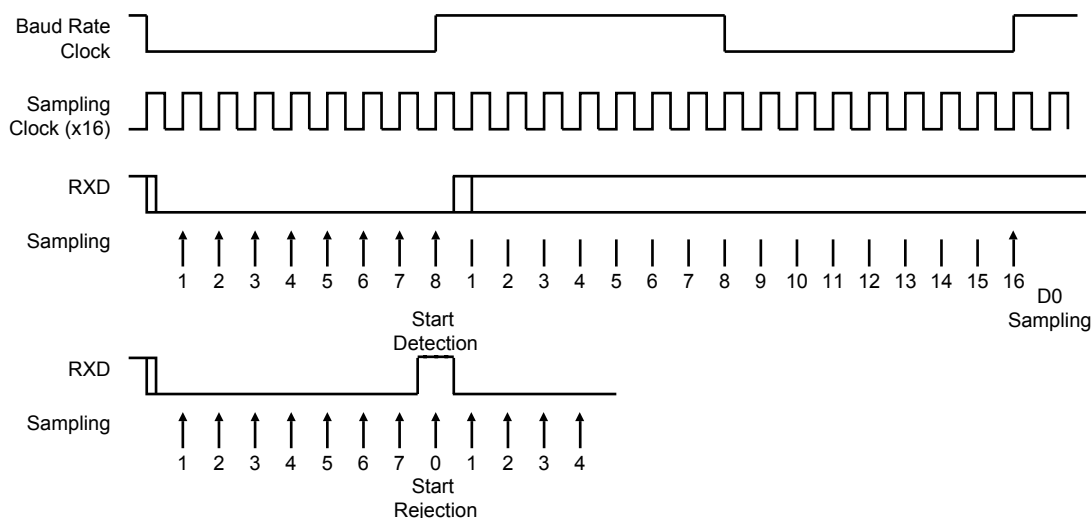 Baud Rate
Clock
Sampling
Clock (x16)
RXD
Sampling
1 2 3 4 5 6 7 8 1 2 3 4 5 6 7 8 9 10 11 12 13 14 15 16
D0
Sampling
Start
Detection
RXD
Sampling
1 2 3 4 5 6 7 0 1 2 3 4
Start
Rejection